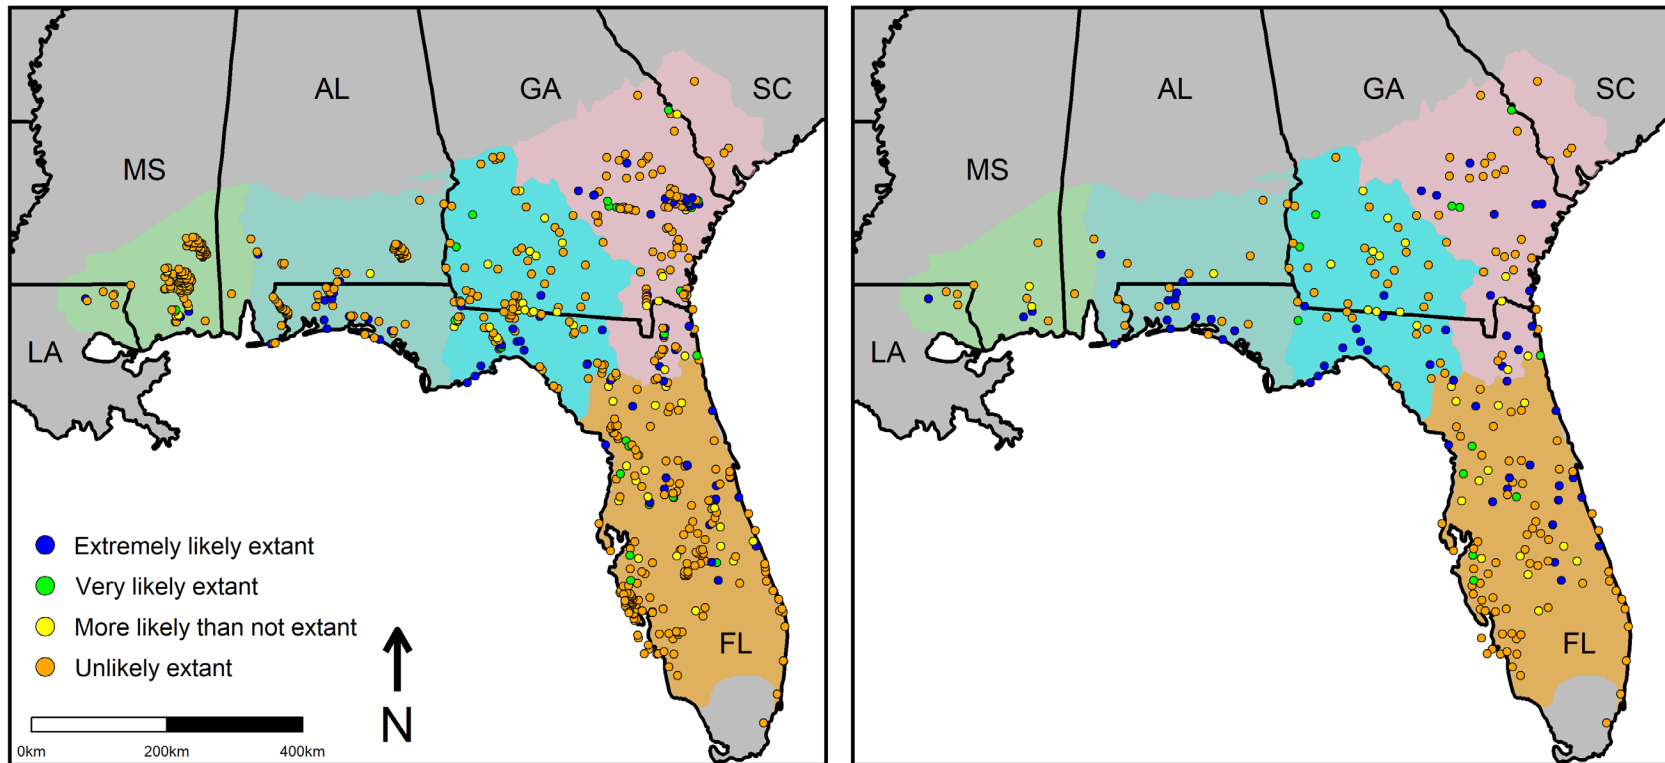 AL
GA
SC
MS
LA
FL
Extremely likely extant
Very likely extant
More likely than not extant
Unlikely extant
N
0km 200km 400km
AL
GA
SC
MS
LA
FL